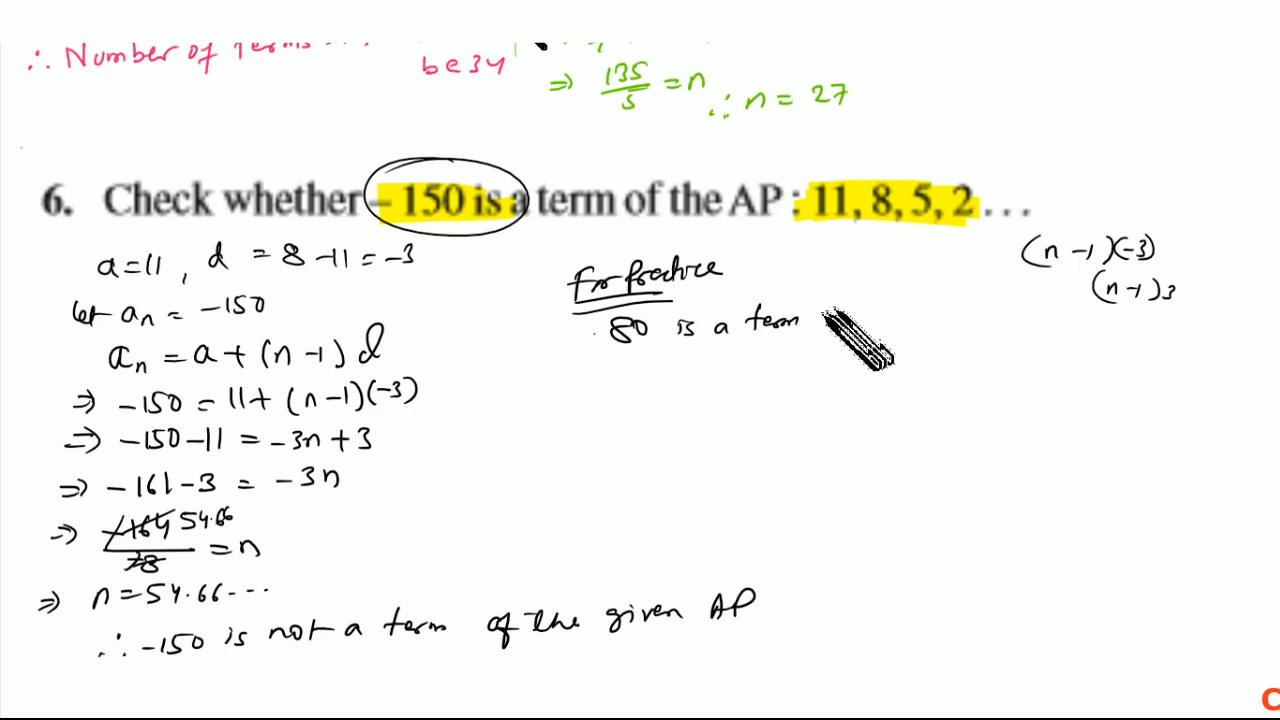 ∴ Number of Terms
be 34
⇒ 135/5 = n
∴ n = 27
6. Check whether – 150 is a term of the AP : 11, 8, 5, 2 . . .
a = 11 , d = 8 - 11 = -3
let an = -150
an = a + (n - 1) d
⇒ -150 = 11 + (n - 1)(-3)
⇒ -150 - 11 = -3n + 3
⇒ -161 - 3 = -3n
⇒ -164/-3 54.66 = n
⇒ n = 54.66 - - -
∴ -150 is not a term of the given AP
For Practice
80 is a term
(n - 1)(-3)
(n - 1) 3
C